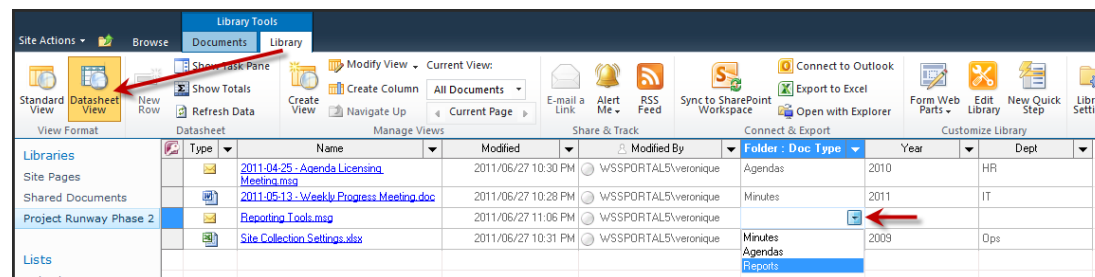 Library Tools
Site Actions Browse Documents Library
Standard View
Datasheet View
New Row
Show Task Pane
Show Totals
Refresh Data
Create View
Modify View
Create Column
Navigate Up
Current View:
All Documents
Current Page
E-mail a Link
Alert Me
RSS Feed
Sync to SharePoint Workspace
Connect to Outlook
Export to Excel
Open with Explorer
Form Web Parts
Edit Library
New Quick Step
View Format Datasheet Manage Views Share & Track Connect & Export Customize Library
Libraries
Site Pages
Shared Documents
Project Runway Phase 2
Lists
Type Name Modified Modified By Folder : Doc Type Year Dept
2011-04-25 - Agenda Licensing Meeting.msg 2011/06/27 10:30 PM WSSPORTAL5\veronique Agendas 2010 HR
2011-05-13 - Weekly Progress Meeting.doc 2011/06/27 10:28 PM WSSPORTAL5\veronique Minutes 2011 IT
Reporting Tools.msg 2011/06/27 11:06 PM WSSPORTAL5\veronique
Site Collection Settings.xlsx 2011/06/27 10:31 PM WSSPORTAL5\veronique 2009 Ops
Minutes
Agendas
Reports